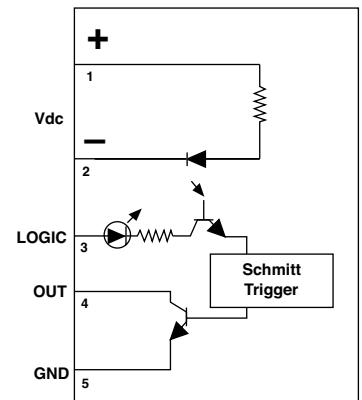 +
1
Vdc
−
2
LOGIC
3
Schmitt
Trigger
OUT
4
GND
5